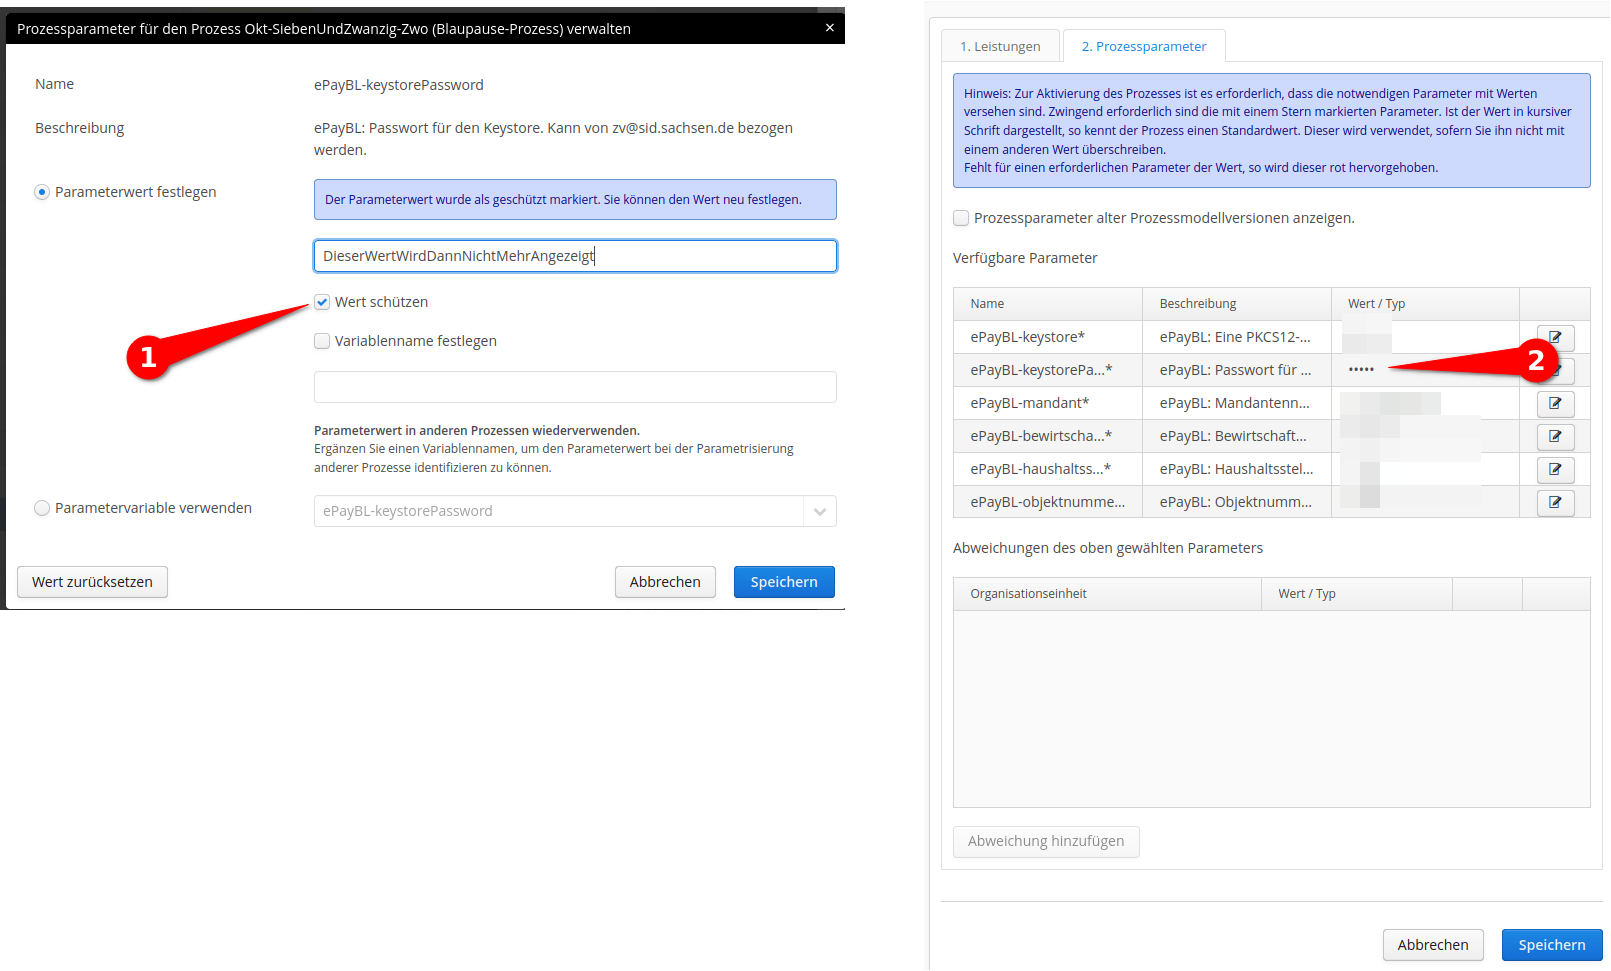 Prozessparameter für den Prozess Okt-SiebenUndZwanzig-Zwo (Blaupause-Prozess) verwalten
×
Name
ePayBL-keystorePassword
Beschreibung
ePayBL: Passwort für den Keystore. Kann von zv@sid.sachsen.de bezogen
werden.
Parameterwert festlegen
Der Parameterwert wurde als geschützt markiert. Sie können den Wert neu festlegen.
DieserWertWirdDannNichtMehrAngezeigt
Wert schützen
1
Variablenname festlegen
Parameterwert in anderen Prozessen wiederverwenden.
Ergänzen Sie einen Variablennamen, um den Parameterwert bei der Parametrisierung
anderer Prozesse identifizieren zu können.
Parametervariable verwenden
ePayBL-keystorePassword
Wert zurücksetzen
Abbrechen
Speichern
1. Leistungen
2. Prozessparameter
Hinweis: Zur Aktivierung des Prozesses ist es erforderlich, dass die notwendigen Parameter mit Werten
versehen sind. Zwingend erforderlich sind die mit einem Stern markierten Parameter. Ist der Wert in kursiver
Schrift dargestellt, so kennt der Prozess einen Standardwert. Dieser wird verwendet, sofern Sie ihn nicht mit
einem anderen Wert überschreiben.
Fehlt für einen erforderlichen Parameter der Wert, so wird dieser rot hervorgehoben.
Prozessparameter alter Prozessmodellversionen anzeigen.
Verfügbare Parameter
Name Beschreibung Wert / Typ
ePayBL-keystore* ePayBL: Eine PKCS12-...
ePayBL-keystorePa...* ePayBL: Passwort für ... ••••• 2
ePayBL-mandant* ePayBL: Mandantenn...
ePayBL-bewirtscha...* ePayBL: Bewirtschaft...
ePayBL-haushaltss...* ePayBL: Haushaltsstel...
ePayBL-objektnumme... ePayBL: Objektnumm...
Abweichungen des oben gewählten Parameters
Organisationseinheit Wert / Typ
Abweichung hinzufügen
Abbrechen
Speichern